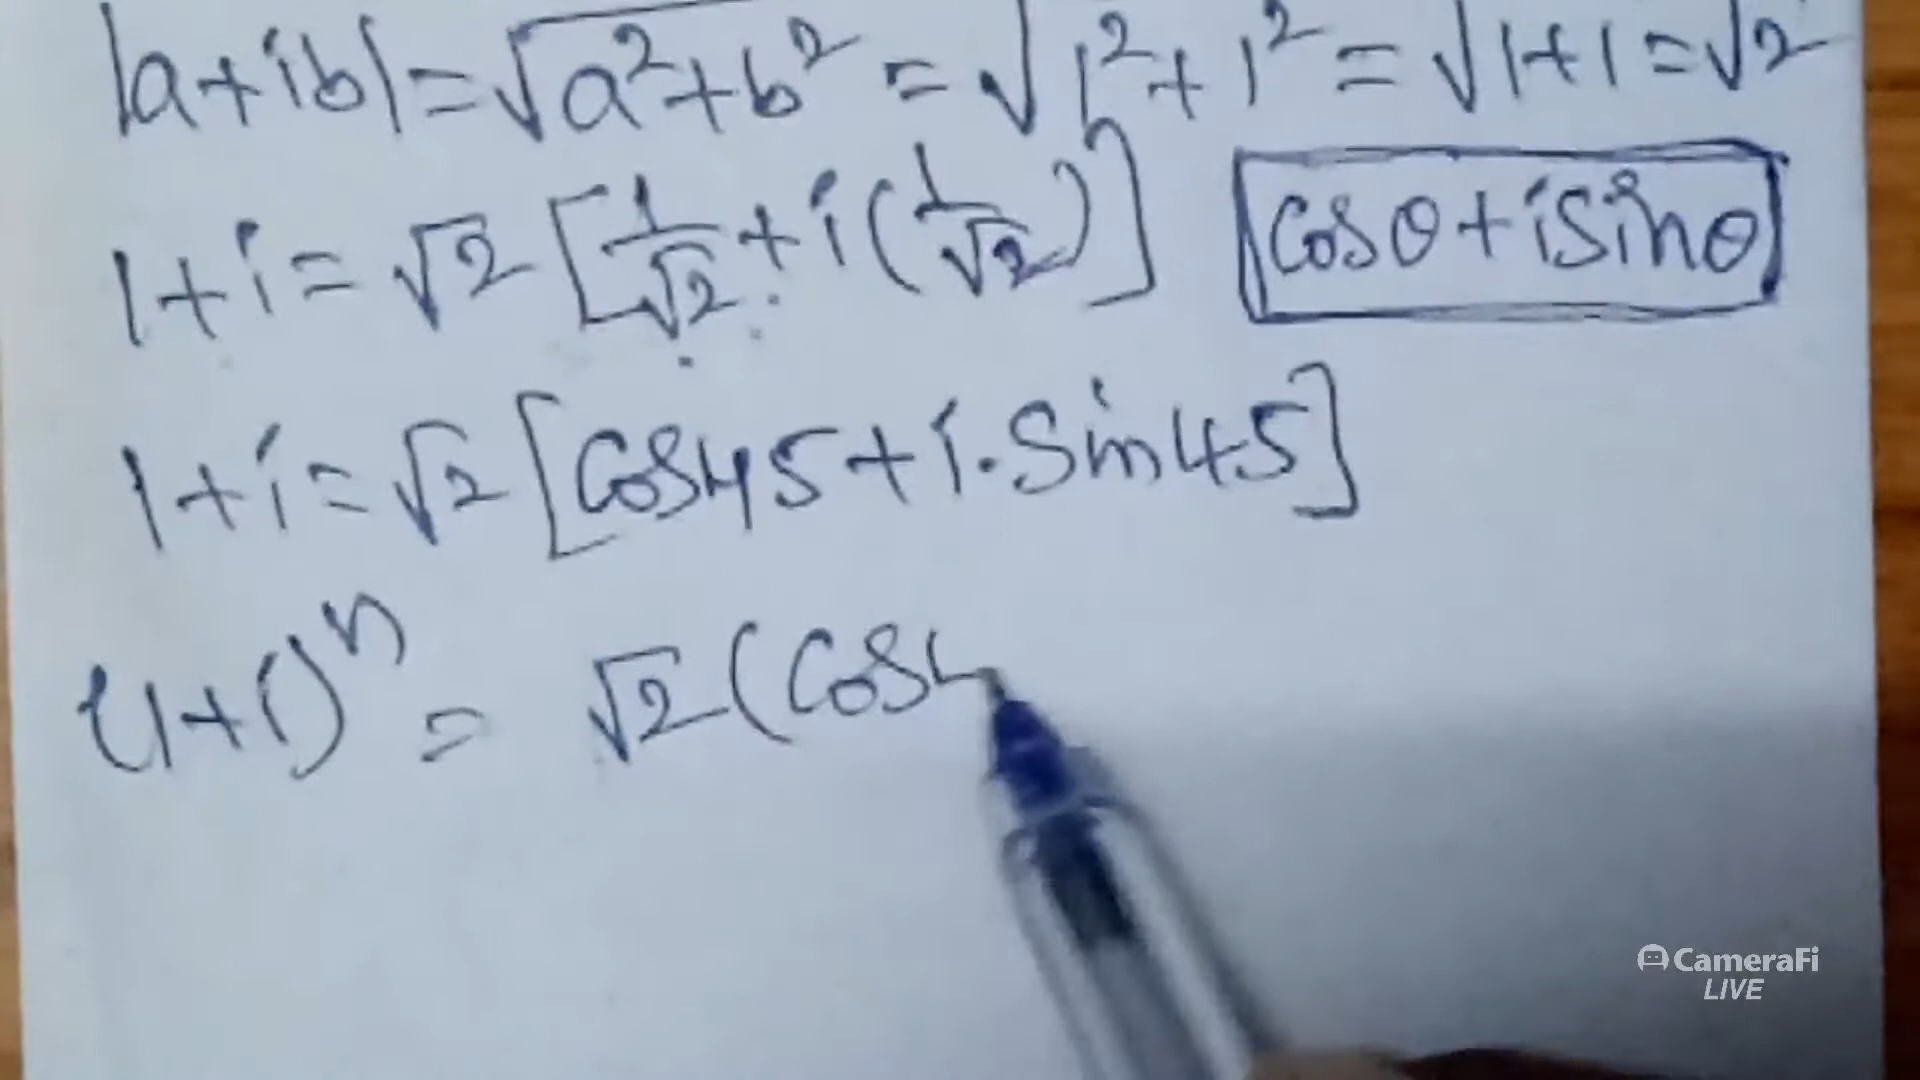 |a+ib| = √a²+b² = √1²+1² = √1+1 = √2
1+i = √2 [1/√2 + i(1/√2)] cosθ+isinθ
1+i = √2 [cos45+i.Sin45]
(1+i)ⁿ = √2 (cos4
CameraFi
LIVE